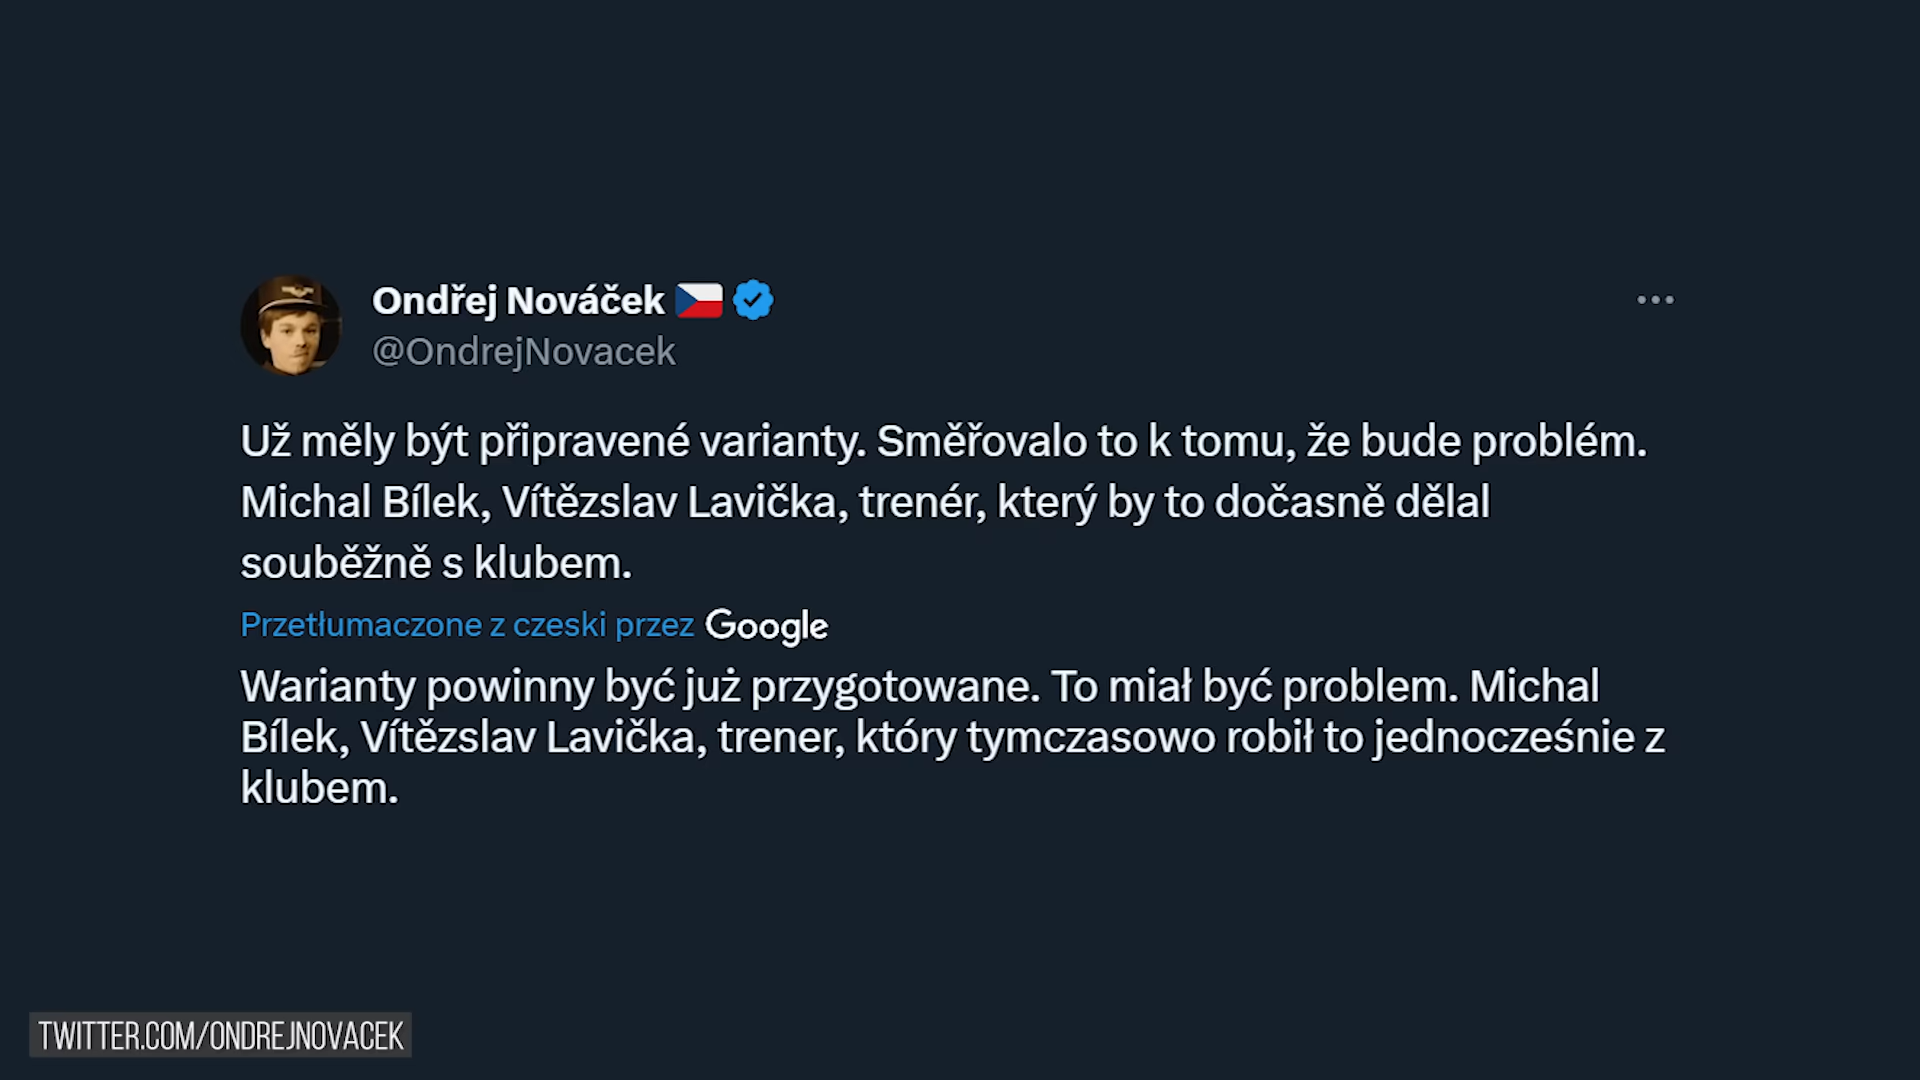 Ondřej Nováček
@OndrejNovacek
Už měly být připravené varianty. Směřovalo to k tomu, že bude problém.
Michal Bílek, Vítězslav Lavička, trenér, který by to dočasně dělal
souběžně s klubem.
Przetłumaczone z czeski przez Google
Warianty powinny być już przygotowane. To miał być problem. Michal
Bílek, Vítězslav Lavička, trener, który tymczasowo robił to jednocześnie z
klubem.
TWITTER.COM/ONDREJNOVACEK